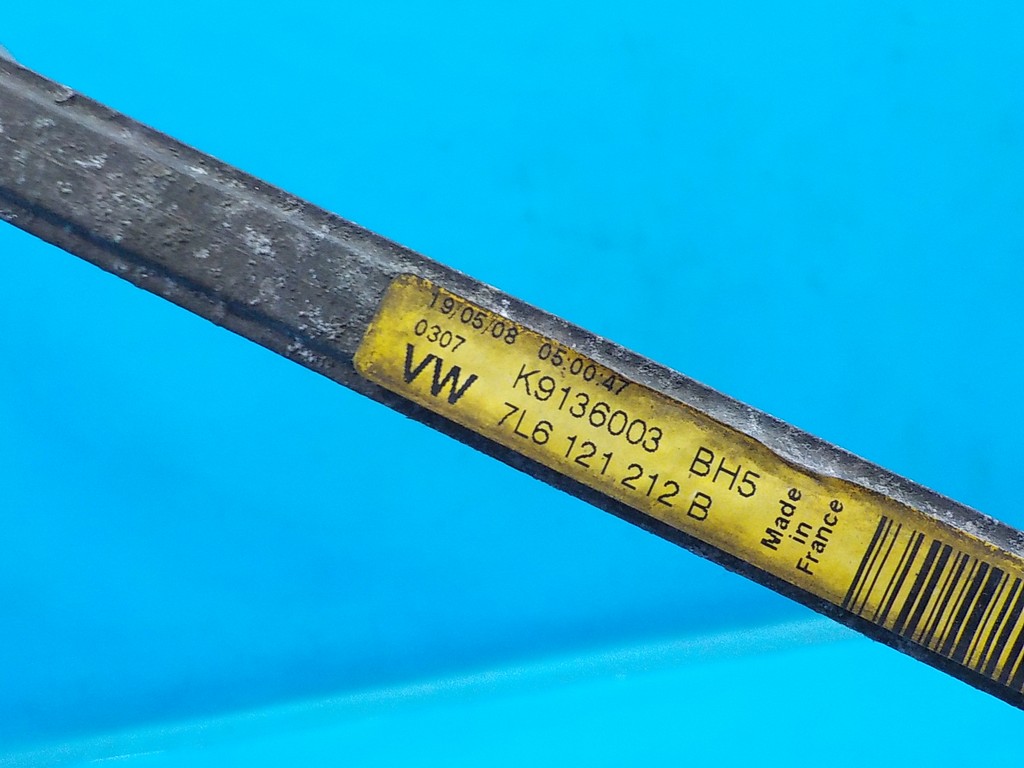 19/05/08 05:00:47
0307 K9136003 BH5
VW 7L6 121 212 B
Made
in
France